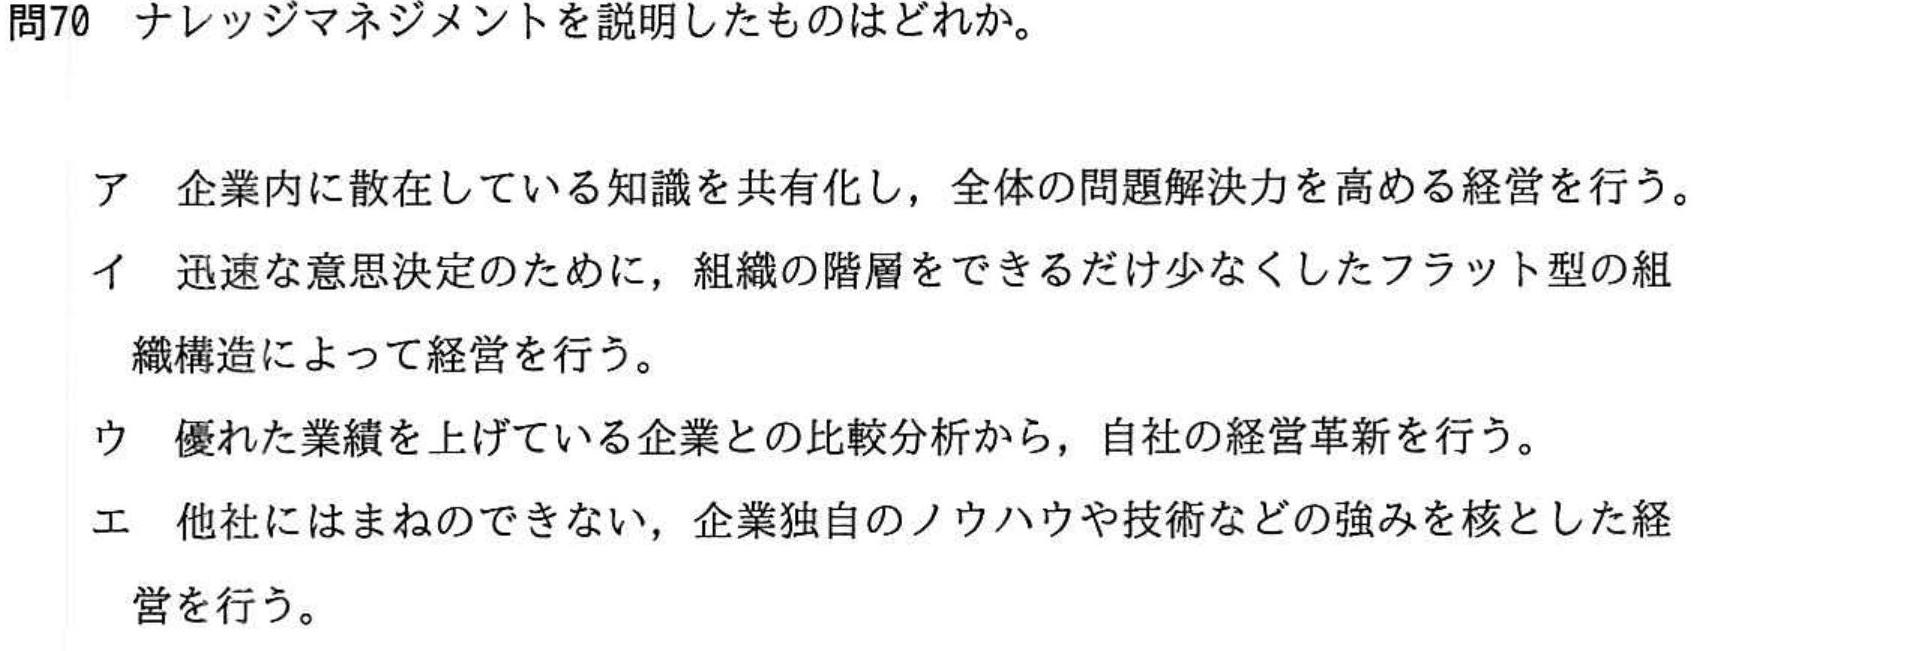 問70 ナレッジマネジメントを説明したものはどれか。
ア 企業内に散在している知識を共有化し，全体の問題解決力を高める経営を行う。
イ 迅速な意思決定のために，組織の階層をできるだけ少なくしたフラット型の組
織構造によって経営を行う。
ウ 優れた業績を上げている企業との比較分析から，自社の経営革新を行う。
エ 他社にはまねのできない，企業独自のノウハウや技術などの強みを核とした経
営を行う。